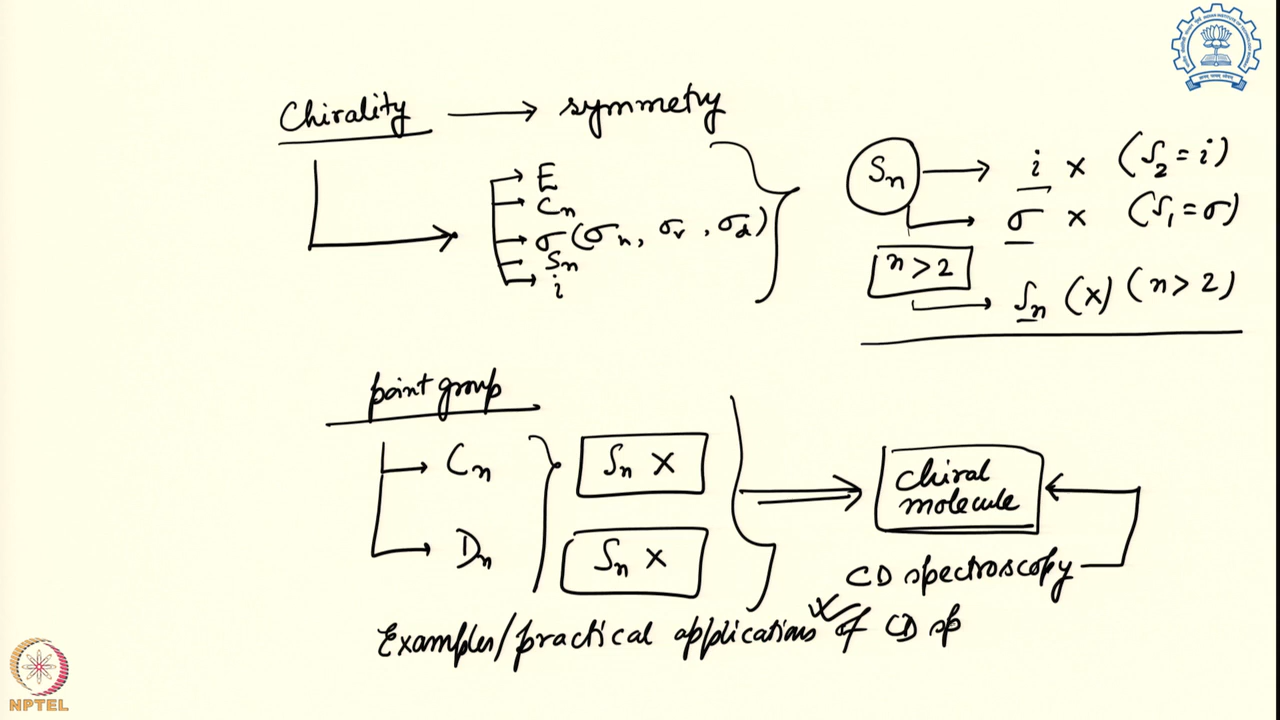 Chirality → symmetry
E
Cn
σ (σh, σv, σd)
Sn
i
Sn → i × (S2 = i)
σ × (S1 = σ)
n > 2
Sn (×) (n > 2)
point group
Cn
Dn
Sn ×
Sn ×
chiral
molecule
CD spectroscopy
Examples/practical applications of CD sp
NPTEL